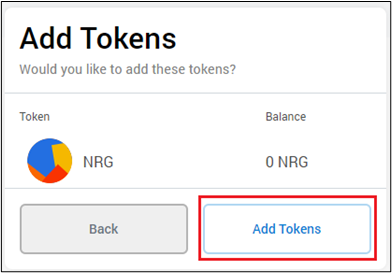 Add Tokens
Would you like to add these tokens?
Token Balance
NRG 0 NRG
Back Add Tokens